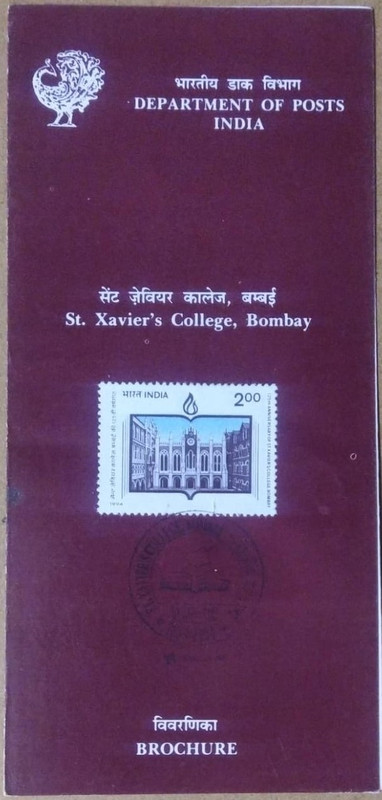 भारतीय डाक विभाग
DEPARTMENT OF POSTS
INDIA
सेंट ज़ेवियर कालेज, बम्बई
St. Xavier's College, Bombay
भारत INDIA
2.00
विवरणिका
BROCHURE